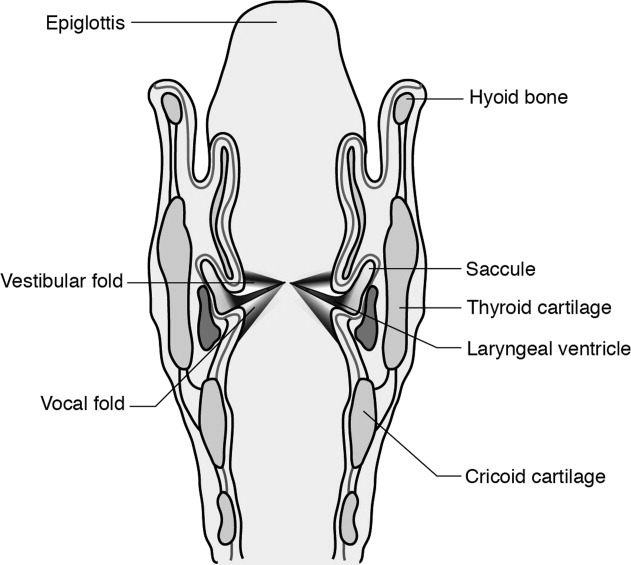 Epiglottis
Hyoid bone
Vestibular fold
Saccule
Thyroid cartilage
Laryngeal ventricle
Vocal fold
Cricoid cartilage